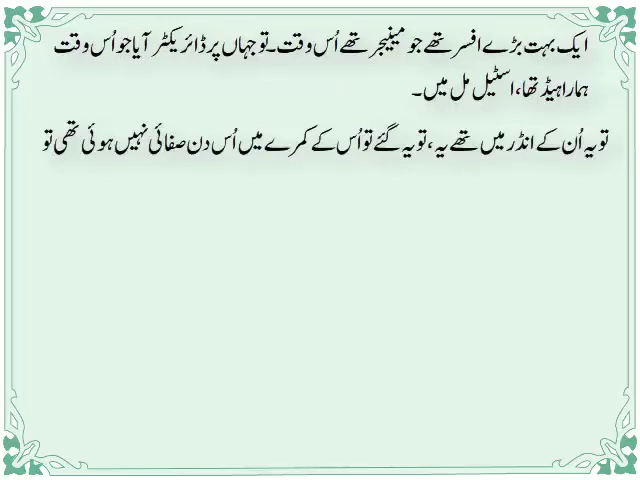 ایک بہت بڑے افسر تھے جو مینیجر تھے اُس وقت۔ تو جہاں پر ڈائریکٹر آیا جو اُس وقت
ہمارا ہیڈ تھا، اسٹیل مل میں۔
تو یہ اُن کے انڈر میں تھے یہ، تو یہ گئے تو اُس کے کمرے میں اُس دن صفائی نہیں ہوئی تھی تو